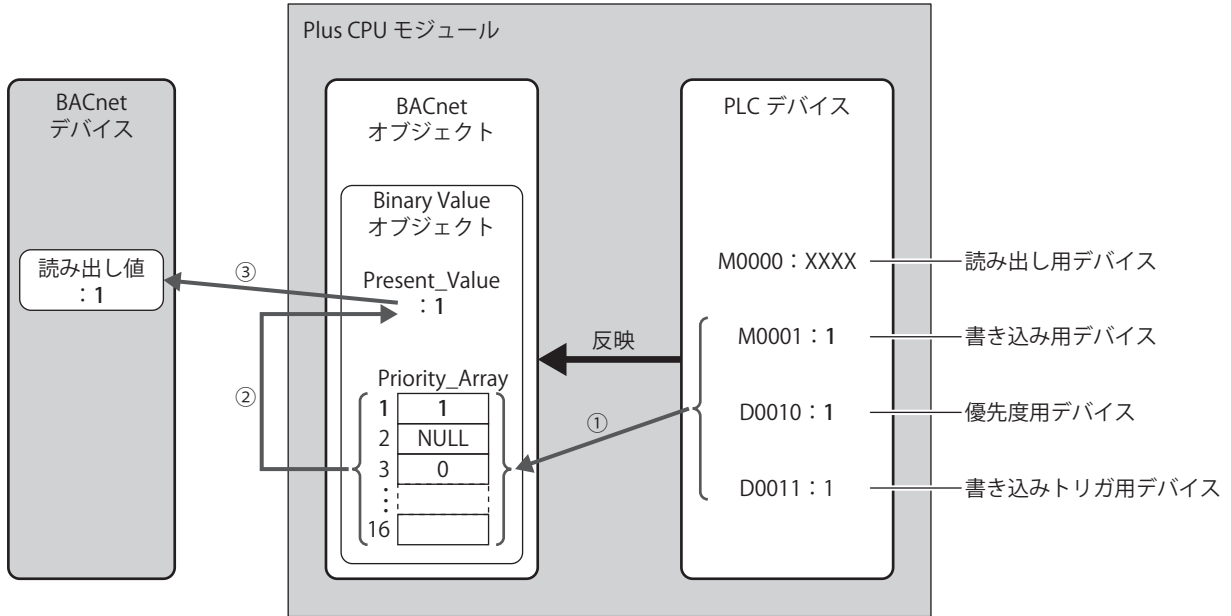 Plus CPU モジュール
BACnet
デバイス
読み出し値
：1
③
②
BACnet
オブジェクト
Binary Value
オブジェクト
Present_Value
：1
Priority_Array
1 1
2 NULL
3 0
⋮
16
反映
①
PLC デバイス
M0000：XXXX
読み出し用デバイス
M0001：1
書き込み用デバイス
D0010：1
優先度用デバイス
D0011：1
書き込みトリガ用デバイス